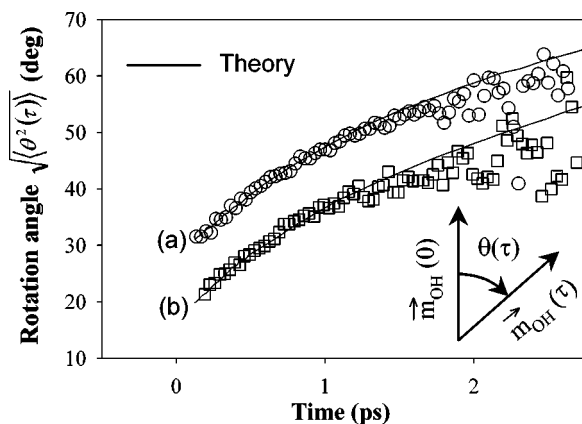 Rotation angle √⟨θ²(τ)⟩ (deg)
70
60
50
40
30
20
10
Theory
(a)
(b)
m⃗OH (0)
θ(τ)
m⃗OH (τ)
0
1
2
Time (ps)